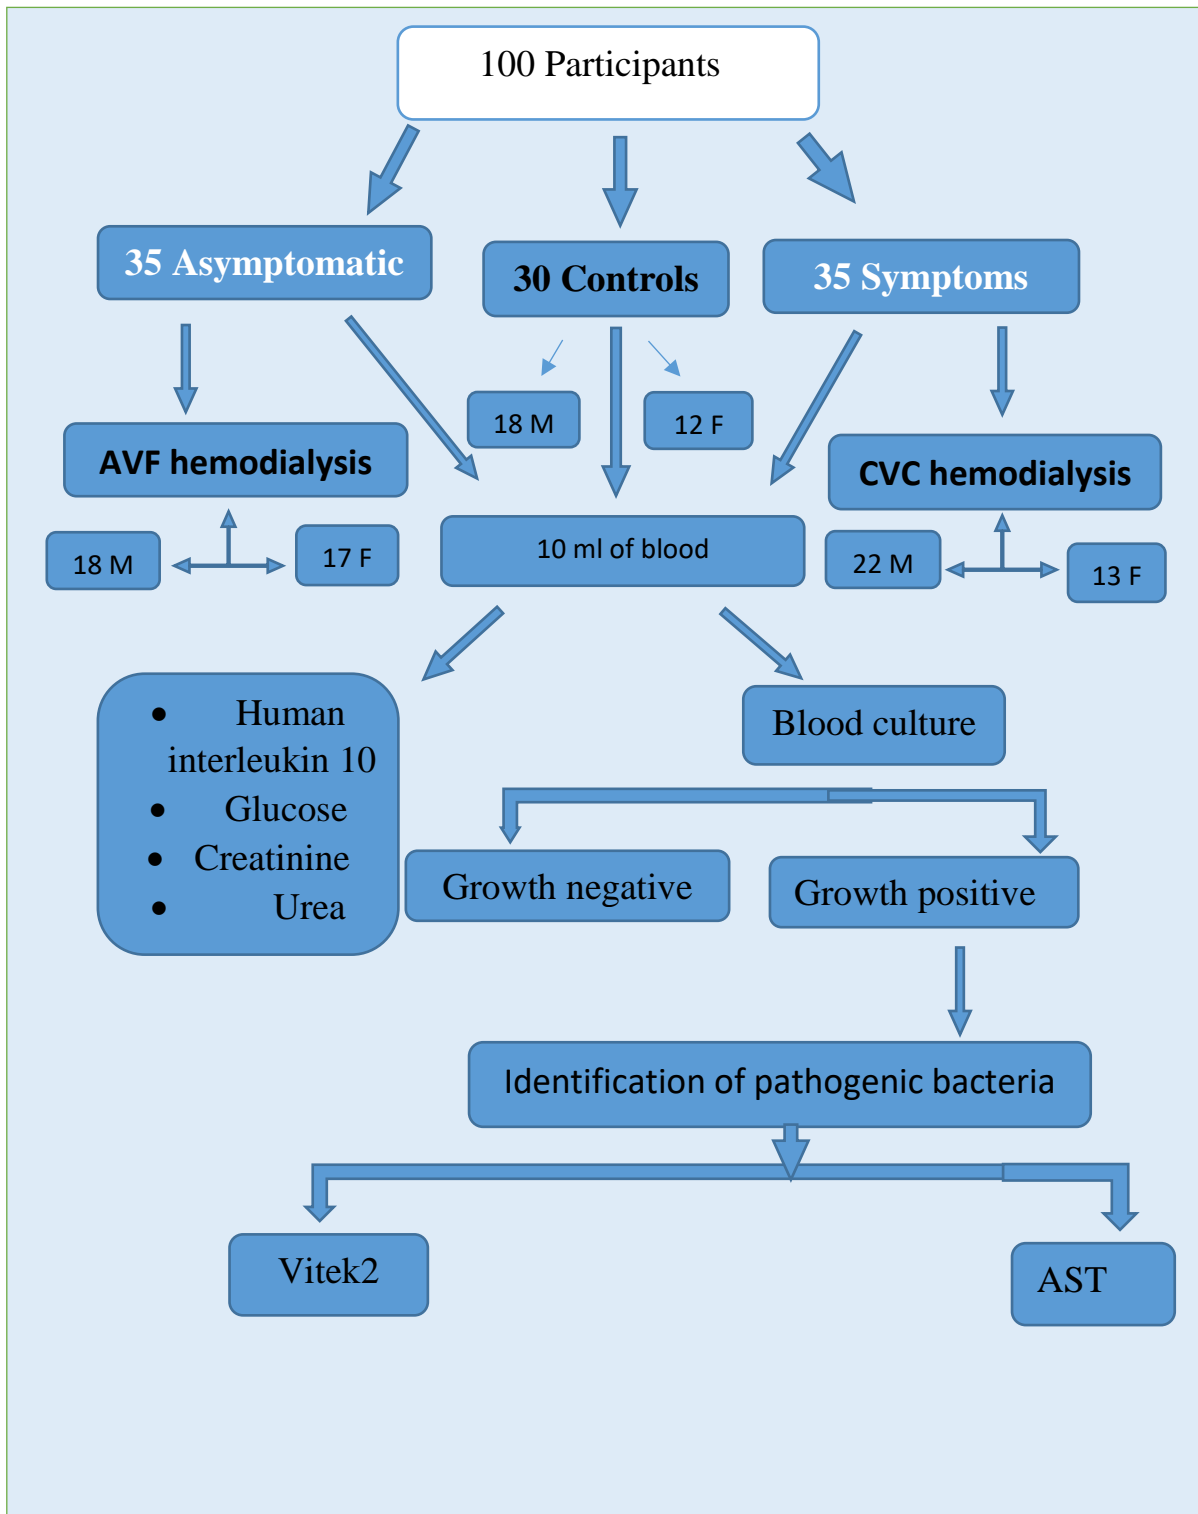 100 Participants
35 Asymptomatic
30 Controls
35 Symptoms
18 M
12 F
AVF hemodialysis
CVC hemodialysis
18 M
17 F
10 ml of blood
22 M
13 F
• Human
interleukin 10
• Glucose
• Creatinine
• Urea
Blood culture
Growth negative
Growth positive
Identification of pathogenic bacteria
Vitek2
AST